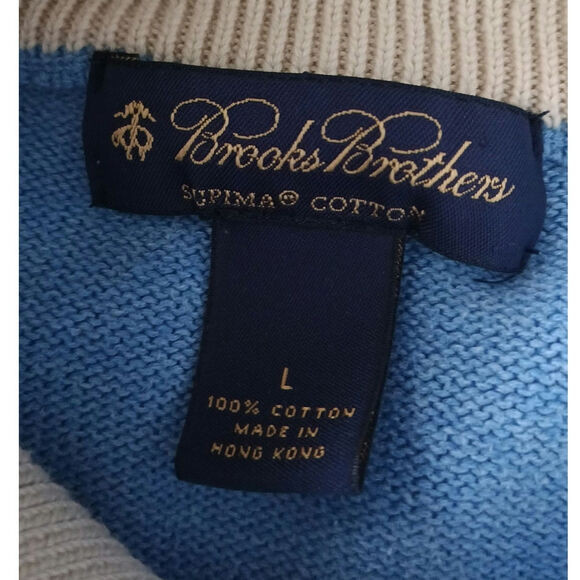 Brooks Brothers
SUPIMA® COTTON
L
100% COTTON
MADE IN
HONG KONG